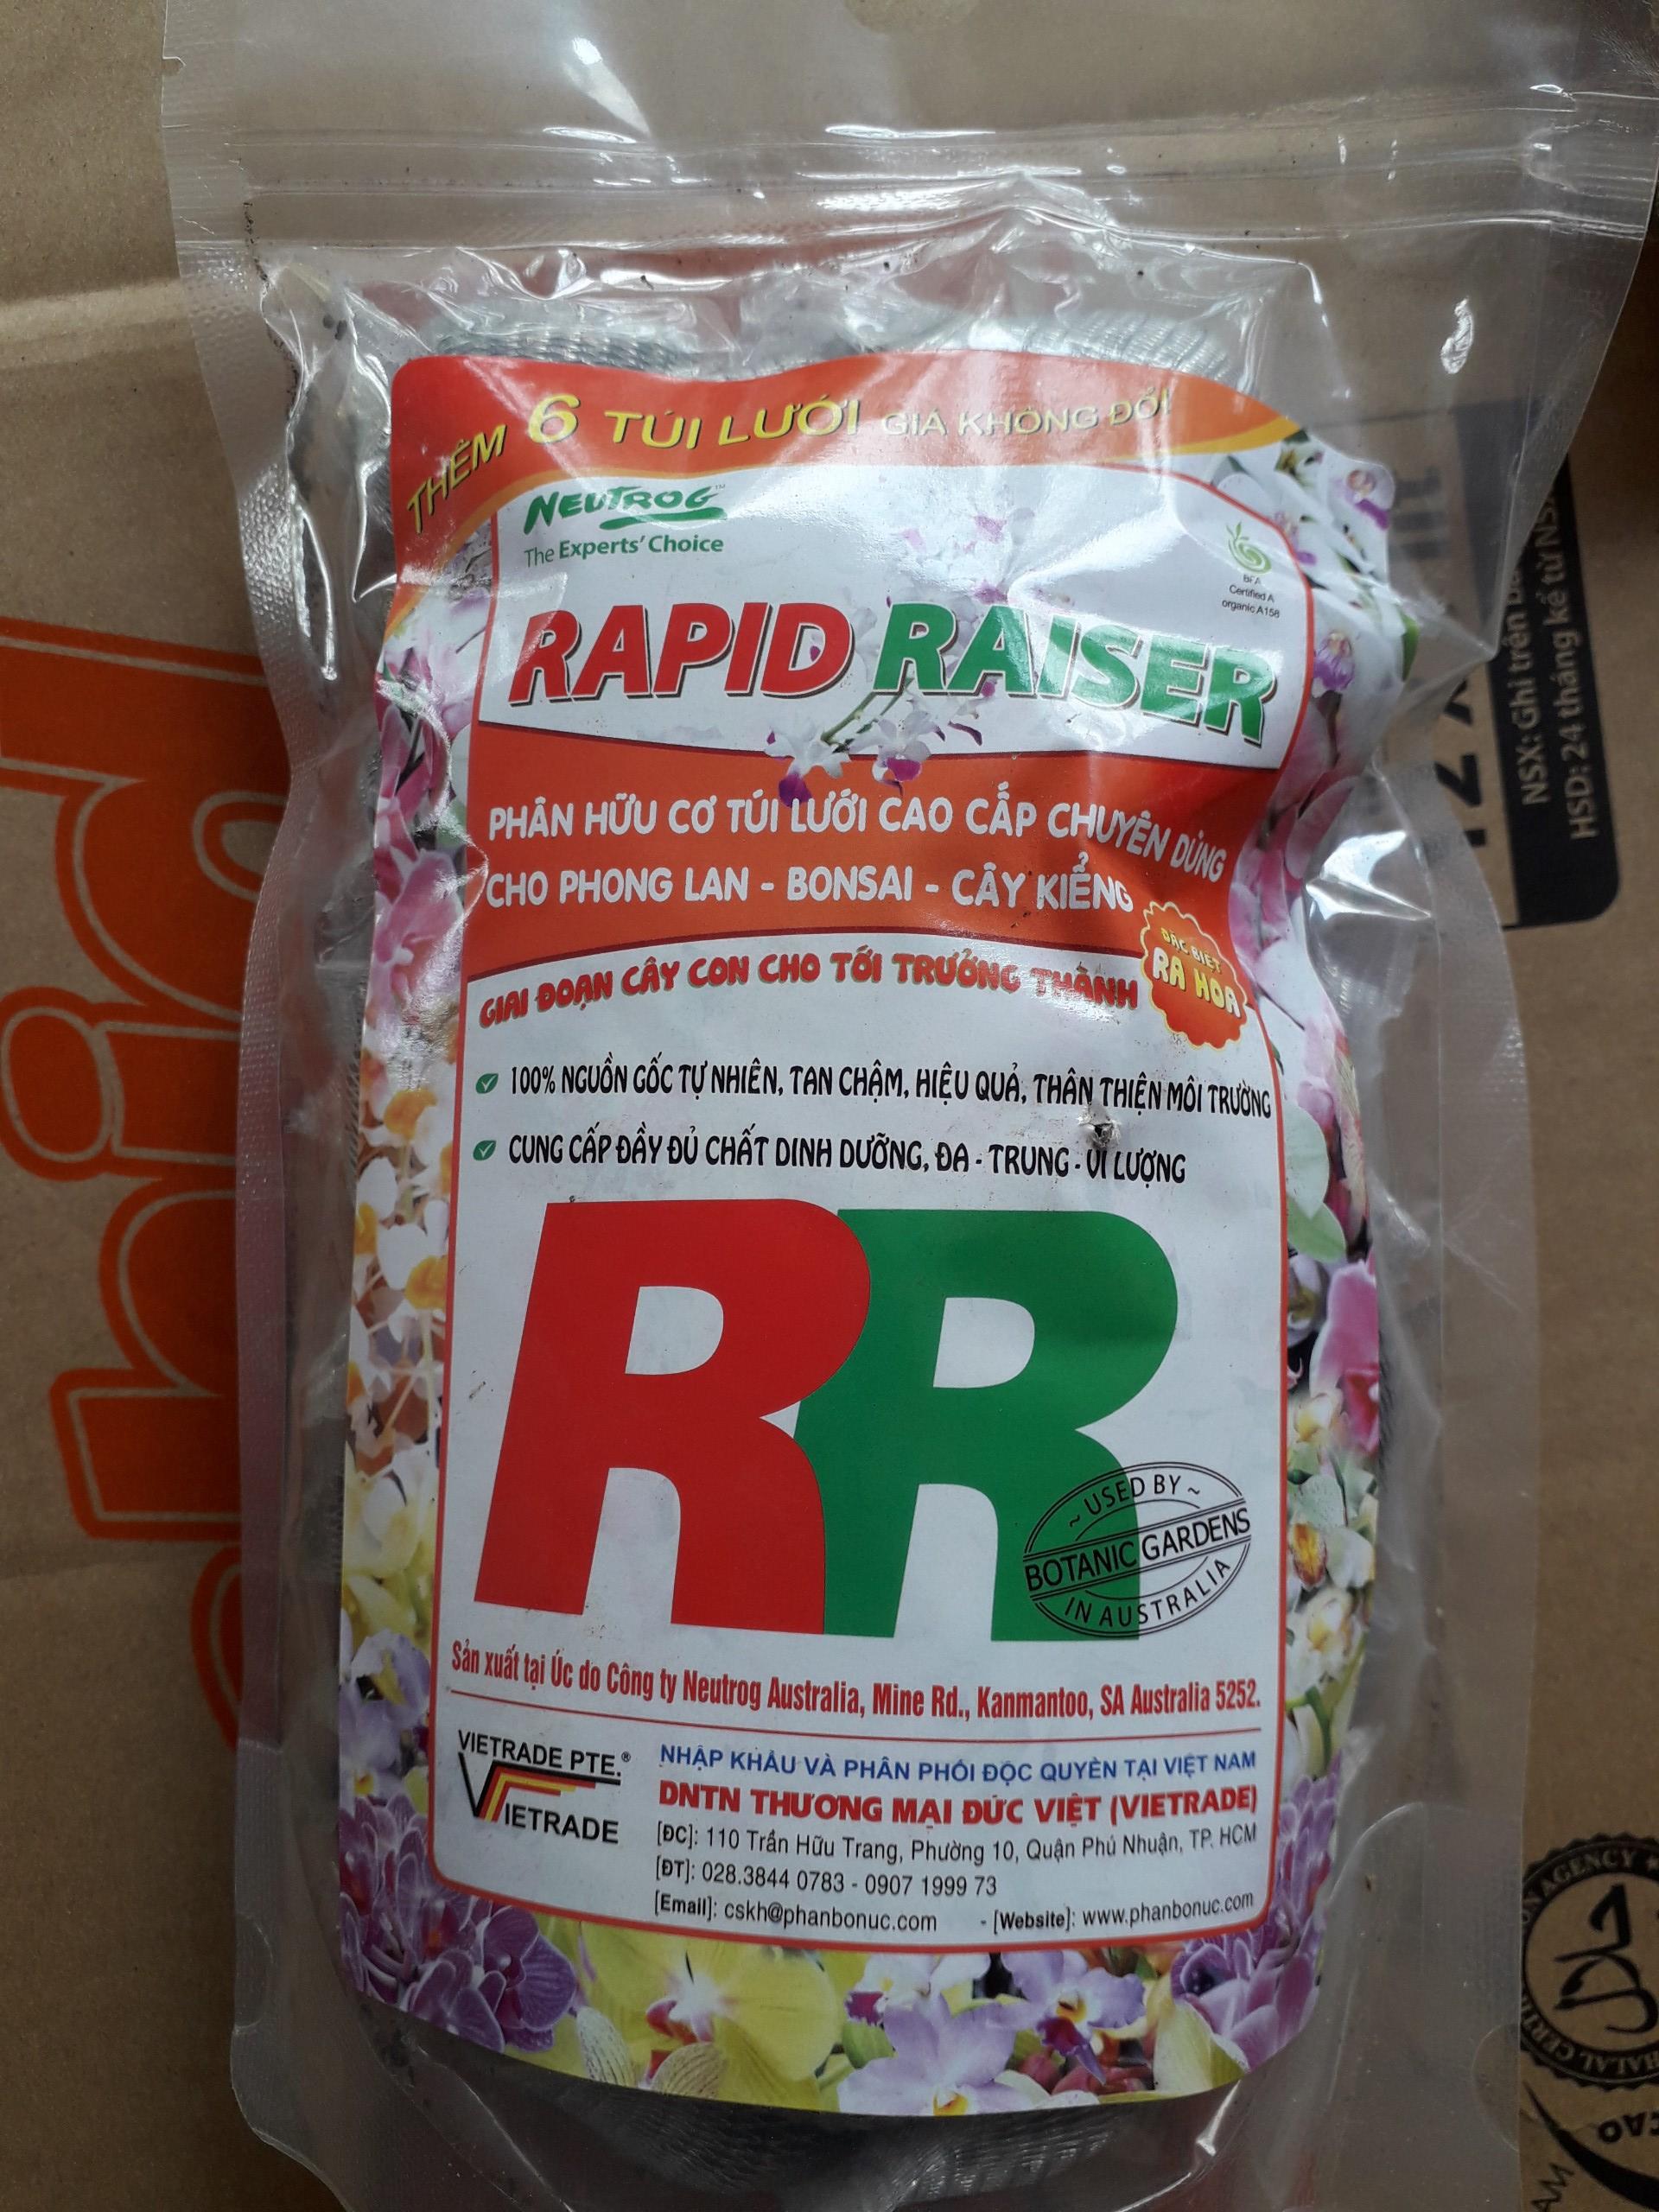 THÊM 6 TÚI LƯỚI GIÁ KHÔNG ĐỔI
NEUTROG™
The Experts' Choice
BFA
Certified A
organic A158
RAPID RAISER
PHÂN HỮU CƠ TÚI LƯỚI CAO CẤP CHUYÊN DÙNG
CHO PHONG LAN - BONSAI - CÂY KIỂNG
ĐẶC BIỆT
RA HOA
GIAI ĐOẠN CÂY CON CHO TỚI TRƯỞNG THÀNH
100% NGUỒN GỐC TỰ NHIÊN, TAN CHẬM, HIỆU QUẢ, THÂN THIỆN MÔI TRƯỜNG
CUNG CẤP ĐẦY ĐỦ CHẤT DINH DƯỠNG, ĐA - TRUNG - VI LƯỢNG
RR
~ USED BY ~
BOTANIC GARDENS
IN AUSTRALIA
Sản xuất tại Úc do Công ty Neutrog Australia, Mine Rd., Kanmantoo, SA Australia 5252.
VIETRADE PTE.®
VIETRADE
NHẬP KHẨU VÀ PHÂN PHỐI ĐỘC QUYỀN TẠI VIỆT NAM
DNTN THƯƠNG MẠI ĐỨC VIỆT (VIETRADE)
[ĐC]: 110 Trần Hữu Trang, Phường 10, Quận Phú Nhuận, TP. HCM
[ĐT]: 028.3844 0783 - 0907 1999 73
[Email]: cskh@phanbonuc.com - [Website]: www.phanbonuc.com
NSX: Ghi trên
HSD: 24 tháng kể từ NSX
12 X
HALAL
AGENCY